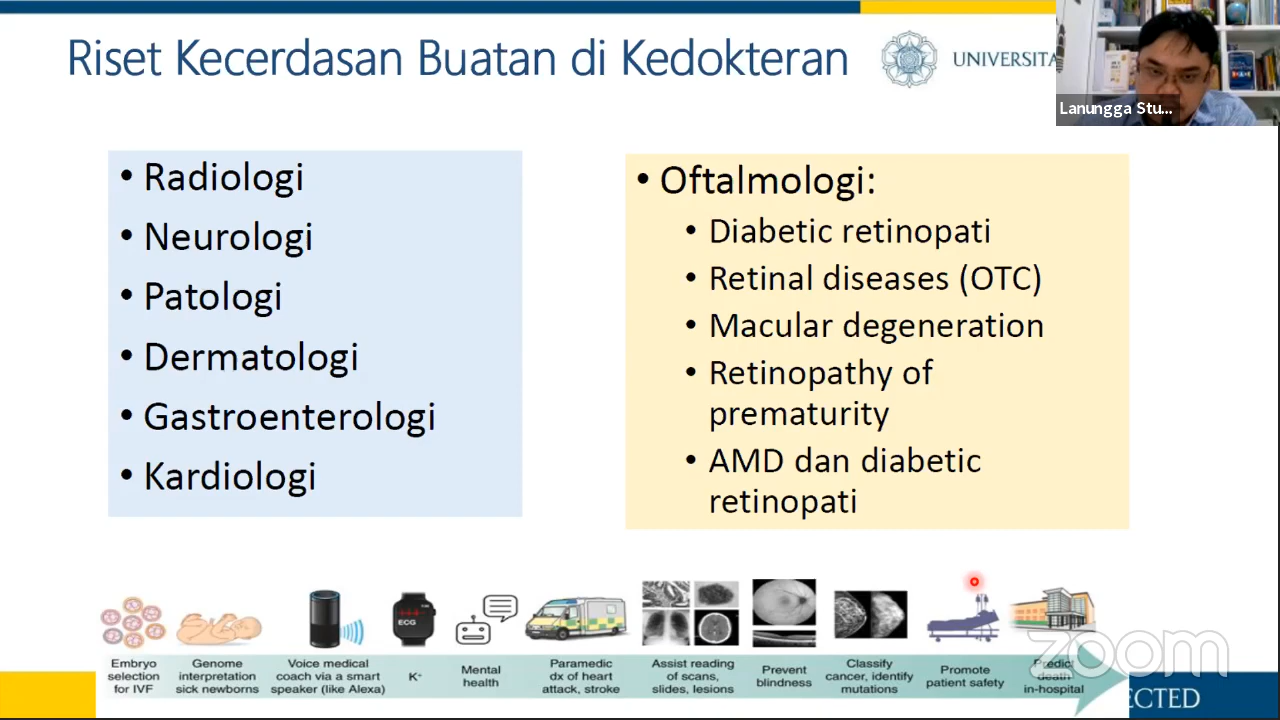 Riset Kecerdasan Buatan di Kedokteran
UNIVERSITA
Lanungga Stu...
• Radiologi
• Neurologi
• Patologi
• Dermatologi
• Gastroenterologi
• Kardiologi
• Oftalmologi:
• Diabetic retinopati
• Retinal diseases (OTC)
• Macular degeneration
• Retinopathy of
prematurity
• AMD dan diabetic
retinopati
ECG
Embryo
selection
for IVF
Genome
interpretation
sick newborns
Voice medical
coach via a smart
speaker (like Alexa)
K⁺
Mental
health
Paramedic
dx of heart
attack, stroke
Assist reading
of scans,
slides, lesions
Prevent
blindness
Classify
cancer, identify
mutations
Promote
patient safety
Predict
death
in-hospital
zoom
ECTED